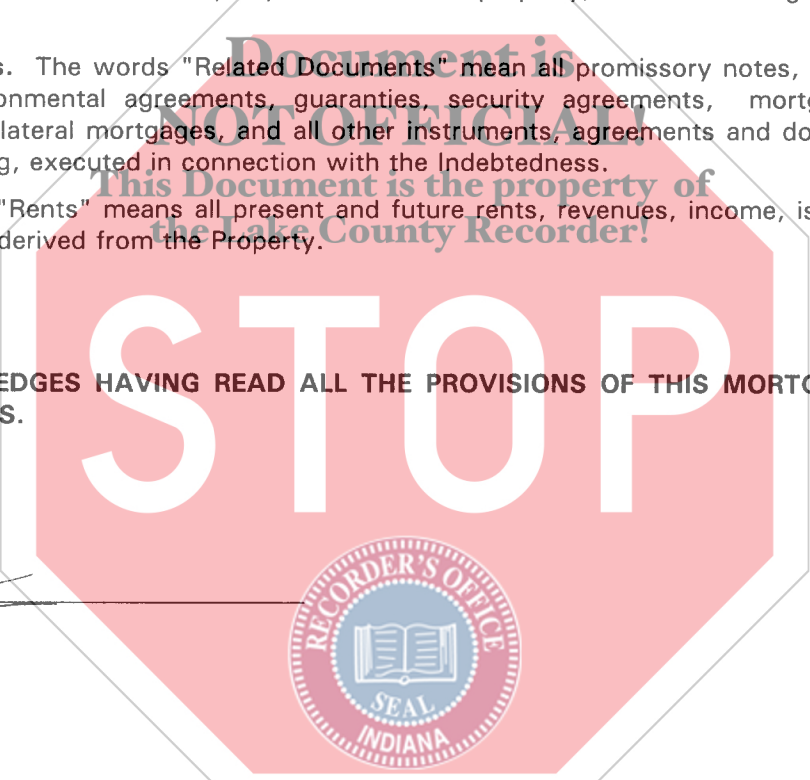 Document is
s. The words "Related Documents" mean all promissory notes,
onmental agreements, guaranties, security agreements, mortg
NOT OFFICIAL!
lateral mortgages, and all other instruments, agreements and do
g, executed in connection with the Indebtedness.
This Document is the property of
"Rents" means all present and future rents, revenues, income, is
the Lake County Recorder!
derived from the Property.
EDGES HAVING READ ALL THE PROVISIONS OF THIS MORTG
S.
STOP
RECORDER'S OFFICE
SEAL
INDIANA